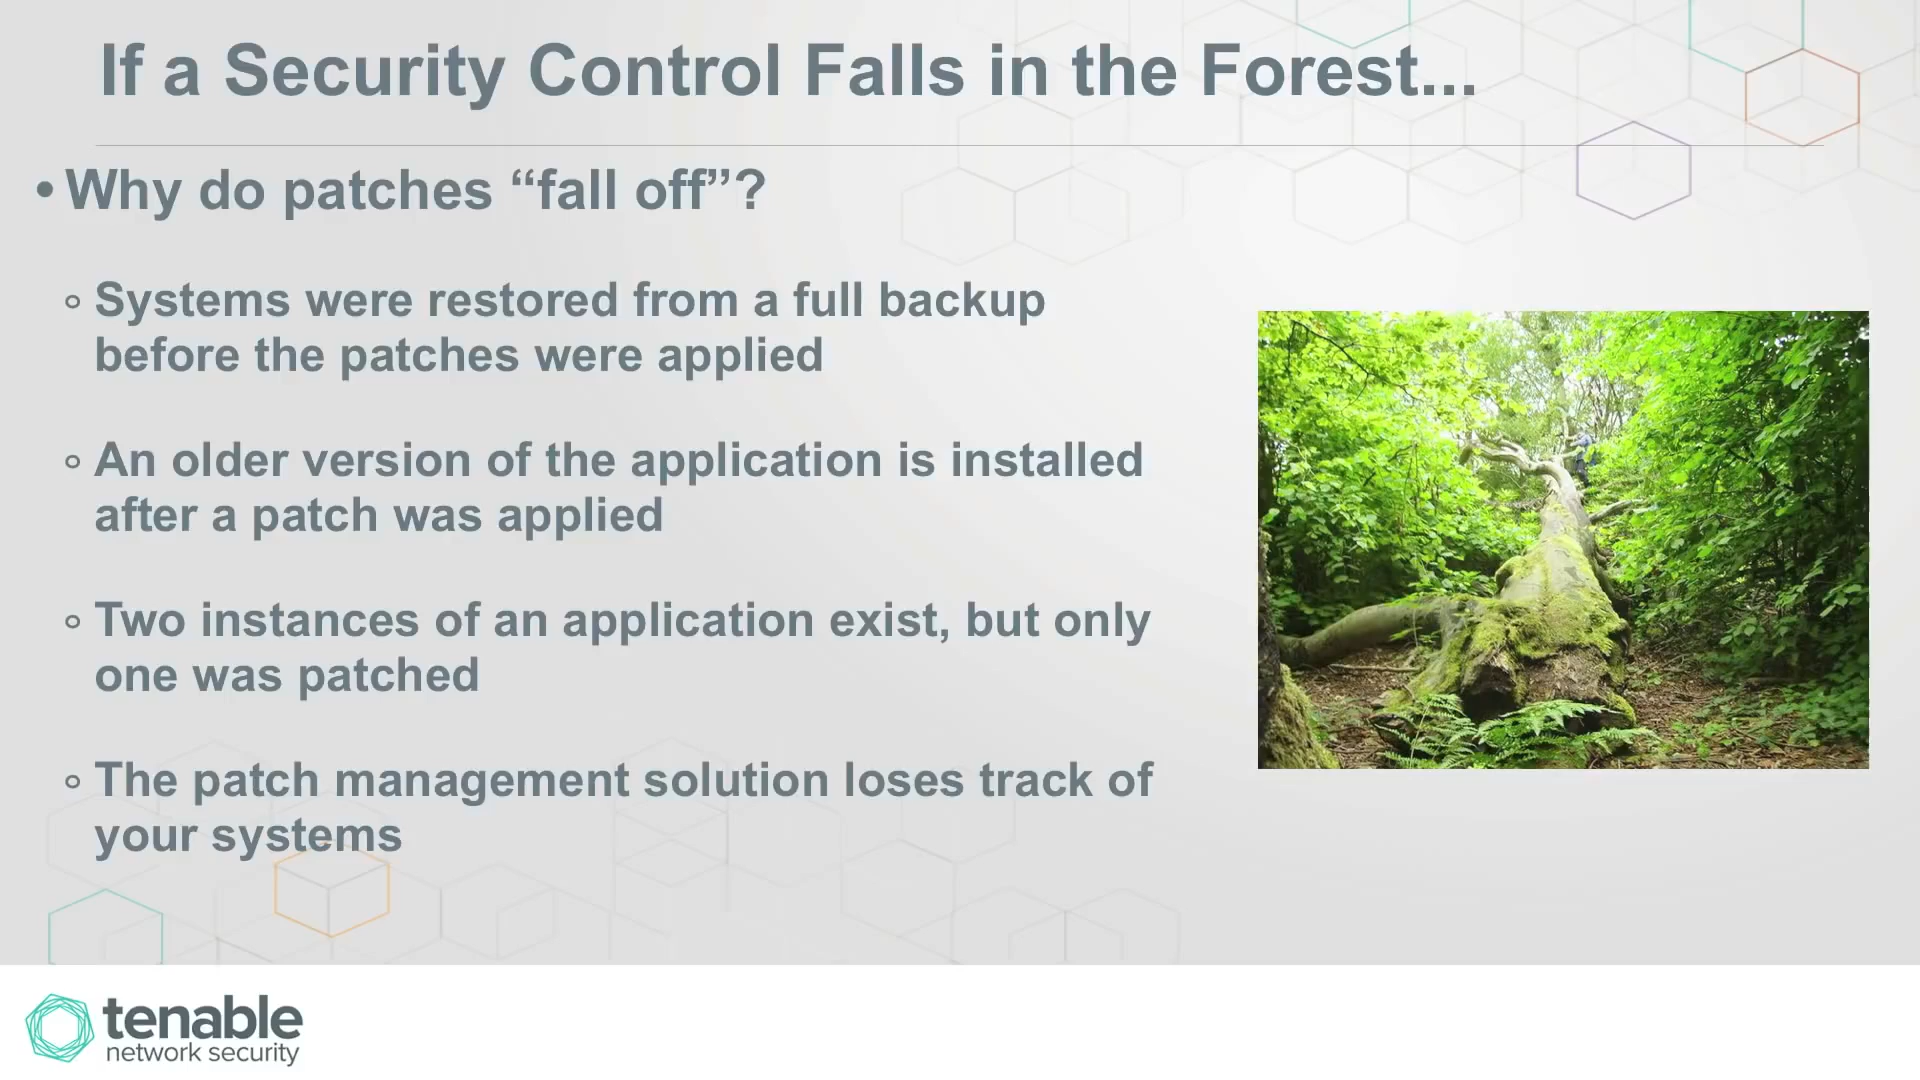 If a Security Control Falls in the Forest...
• Why do patches “fall off”?
◦ Systems were restored from a full backup
before the patches were applied
◦ An older version of the application is installed
after a patch was applied
◦ Two instances of an application exist, but only
one was patched
◦ The patch management solution loses track of
your systems
tenable
network security